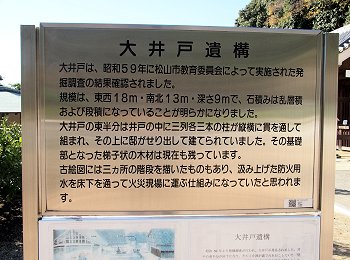 大井戸遺構
大井戸は、昭和59年に松山市教育委員会によって実施された発
掘調査の結果確認されました。
規模は、東西18m・南北13m・深さ9mで、石積みは乱層積
および段積になっていることが明らかになりました。
大井戸の東半分は井戸の中に三列各三本の柱が縦横に貫を通して
組まれ、その上に邸がせり出して建てられていました。その基礎
部となった梯子状の木材は現在も残っています。
古絵図には三カ所の階段を描いたものもあり、汲み上げた防火用
水を床下を通って火災現場に運ぶ仕組みになっていたと思われま
す。
大井戸遺構